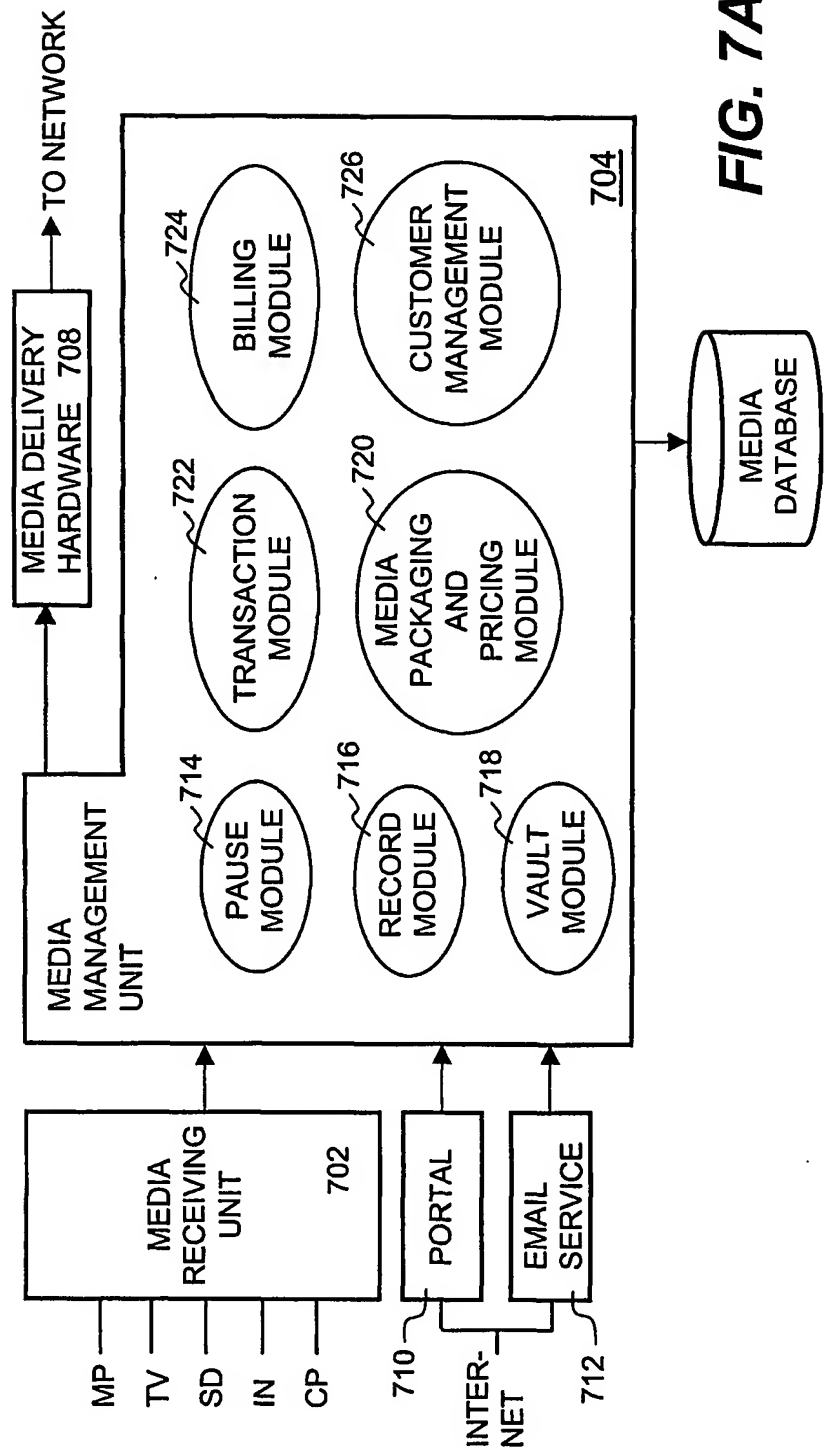 MP
TV
SD
IN
CP
MEDIA
RECEIVING
UNIT
702
INTER-
NET
710
PORTAL
712
EMAIL
SERVICE
MEDIA
MANAGEMENT
UNIT
MEDIA DELIVERY
HARDWARE 708
TO NETWORK
714
PAUSE
MODULE
716
RECORD
MODULE
718
VAULT
MODULE
722
TRANSACTION
MODULE
720
MEDIA
PACKAGING
AND
PRICING
MODULE
724
BILLING
MODULE
726
CUSTOMER
MANAGEMENT
MODULE
704
MEDIA
DATABASE
FIG. 7A